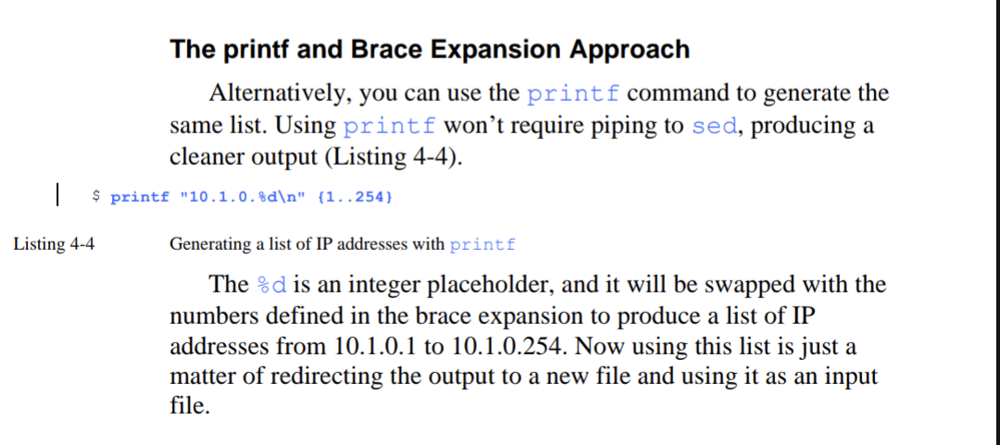 The printf and Brace Expansion Approach
Alternatively, you can use the printf command to generate the
same list. Using printf won’t require piping to sed, producing a
cleaner output (Listing 4-4).
$ printf "10.1.0.%d\n" {1..254}
Listing 4-4 Generating a list of IP addresses with printf
The %d is an integer placeholder, and it will be swapped with the
numbers defined in the brace expansion to produce a list of IP
addresses from 10.1.0.1 to 10.1.0.254. Now using this list is just a
matter of redirecting the output to a new file and using it as an input
file.